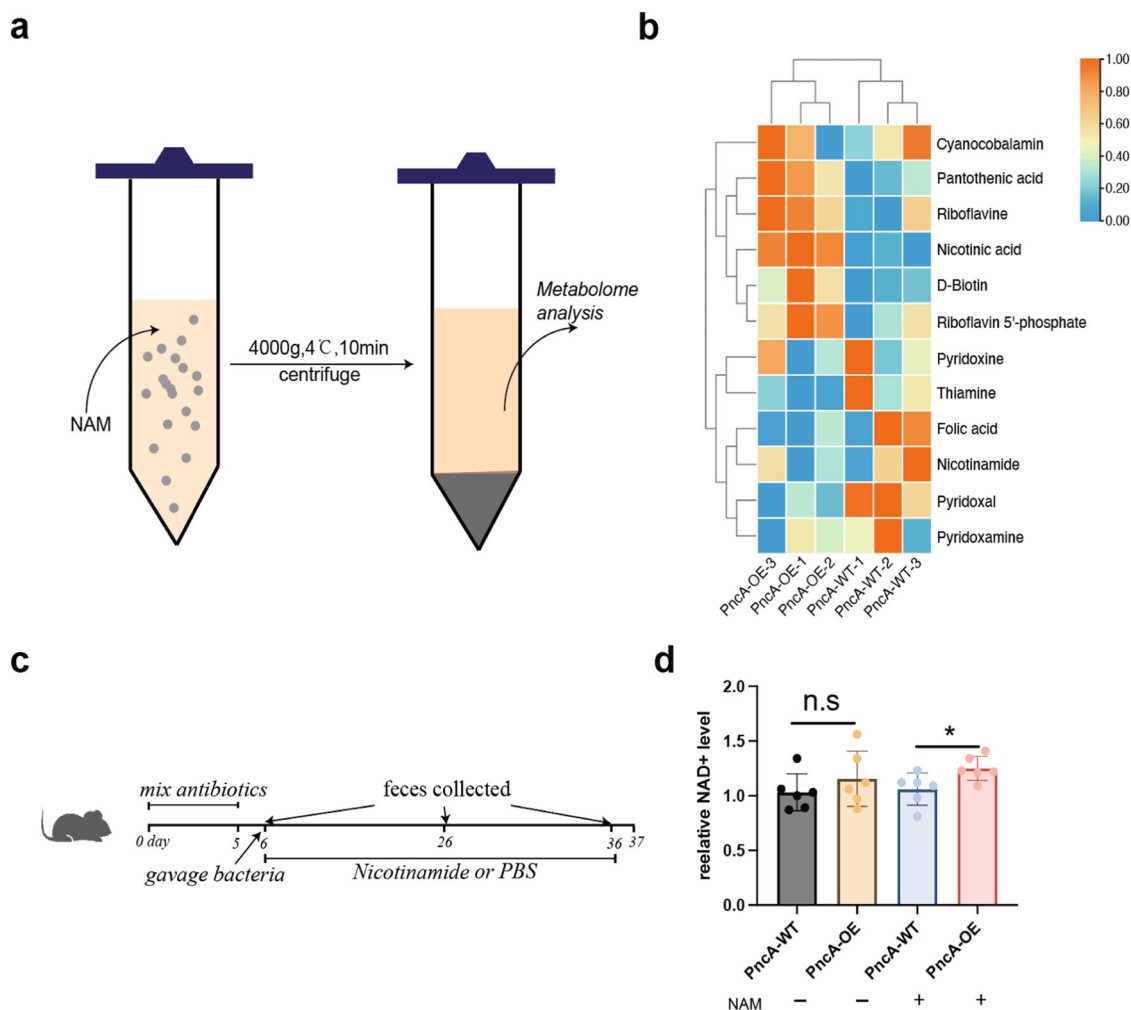 a
NAM
4000g,4℃,10min
centrifuge
Metabolome
analysis
b
1.00
0.80
0.60
0.40
0.20
0.00
Cyanocobalamin
Pantothenic acid
Riboflavine
Nicotinic acid
D-Biotin
Riboflavin 5'-phosphate
Pyridoxine
Thiamine
Folic acid
Nicotinamide
Pyridoxal
Pyridoxamine
PncA-OE-3
PncA-OE-1
PncA-OE-2
PncA-WT-1
PncA-WT-2
PncA-WT-3
c
mix antibiotics
feces collected
0 day 5 6 26 36 37
gavage bacteria
Nicotinamide or PBS
d
reelative NAD+ level
2.0
1.5
1.0
0.5
0.0
n.s
*
PncA-WT
PncA-OE
PncA-WT
PncA-OE
NAM − − + +